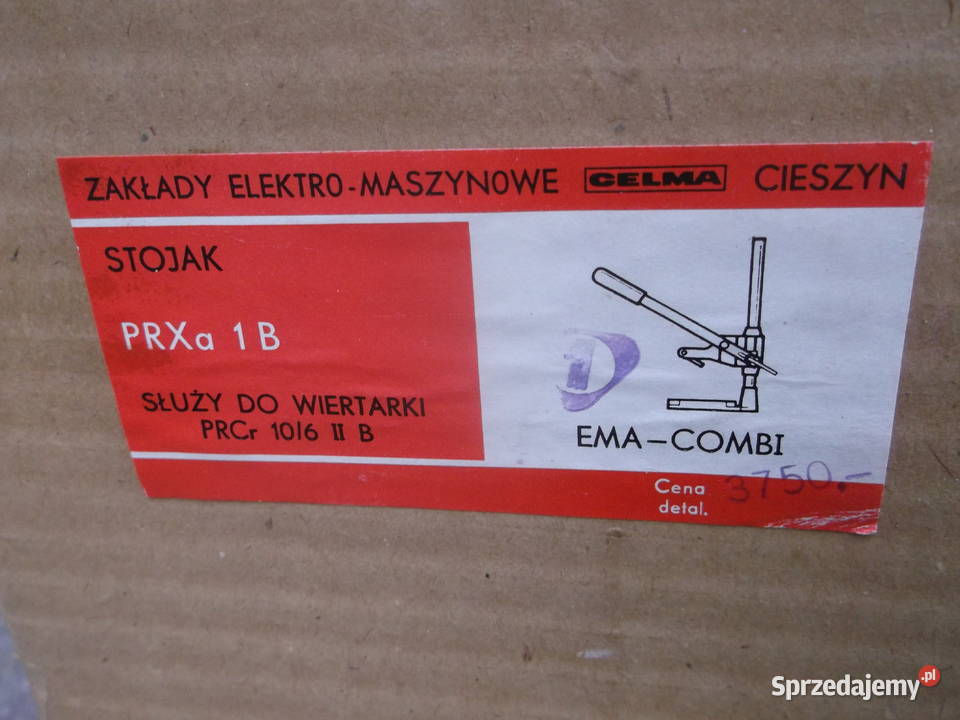 ZAKŁADY ELEKTRO-MASZYNOWE CELMA CIESZYN
STOJAK
PRXa 1 B
SŁUŻY DO WIERTARKI
PRCr 10/6 II B
1
EMA-COMBI
Cena detal. 3750.-
Sprzedajemy.pl